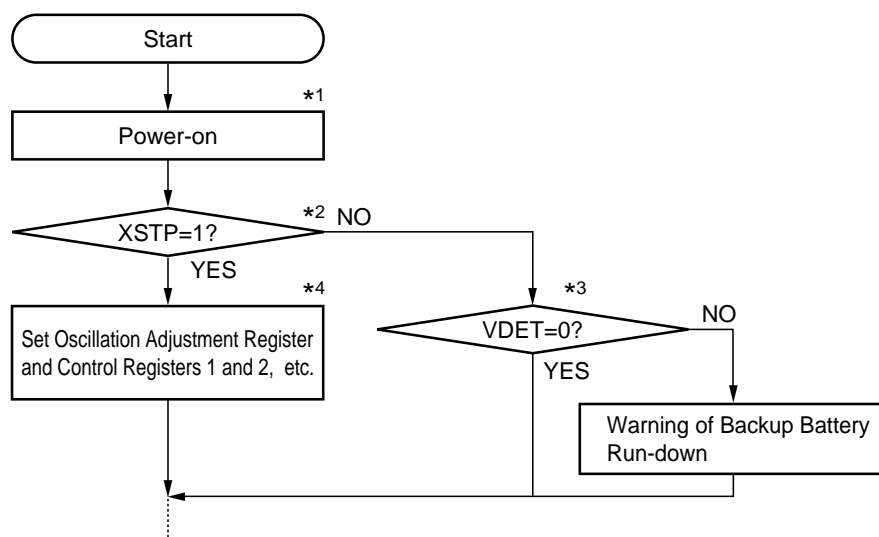 Start
*1
Power-on
*2
NO
XSTP=1?
YES
*4
Set Oscillation Adjustment Register
and Control Registers 1 and 2, etc.
*3
NO
VDET=0?
YES
Warning of Backup Battery
Run-down